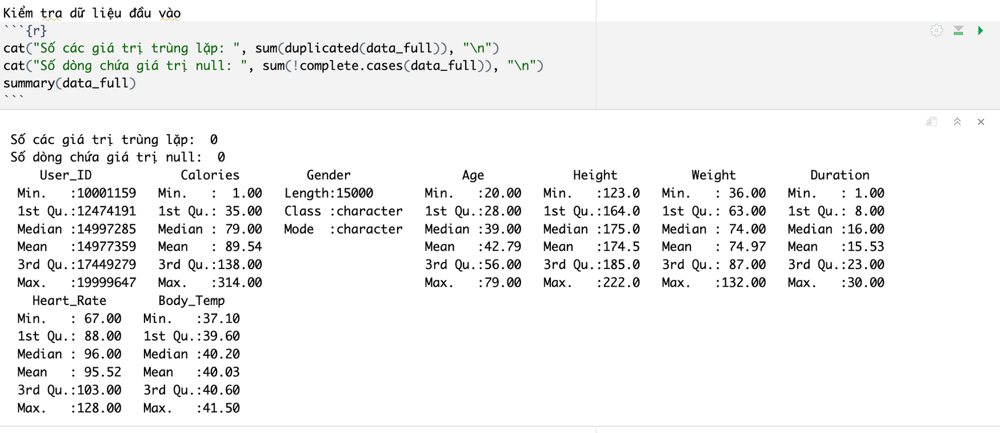 Kiểm tra dữ liệu đầu vào
```{r}
cat("Số các giá trị trùng lặp: ", sum(duplicated(data_full)), "\n")
cat("Số dòng chứa giá trị null: ", sum(!complete.cases(data_full)), "\n")
summary(data_full)
```
Số các giá trị trùng lặp:  0
Số dòng chứa giá trị null:  0
    User_ID            Calories         Gender               Age            Height          Weight          Duration
 Min.   :10001159   Min.   :  1.00   Length:15000       Min.   :20.00   Min.   :123.0   Min.   : 36.00   Min.   : 1.00
 1st Qu.:12474191   1st Qu.: 35.00   Class :character   1st Qu.:28.00   1st Qu.:164.0   1st Qu.: 63.00   1st Qu.: 8.00
 Median :14997285   Median : 79.00   Mode  :character   Median :39.00   Median :175.0   Median : 74.00   Median :16.00
 Mean   :14977359   Mean   : 89.54                      Mean   :42.79   Mean   :174.5   Mean   : 74.97   Mean   :15.53
 3rd Qu.:17449279   3rd Qu.:138.00                      3rd Qu.:56.00   3rd Qu.:185.0   3rd Qu.: 87.00   3rd Qu.:23.00
 Max.   :19999647   Max.   :314.00                      Max.   :79.00   Max.   :222.0   Max.   :132.00   Max.   :30.00
   Heart_Rate       Body_Temp
 Min.   : 67.00   Min.   :37.10
 1st Qu.: 88.00   1st Qu.:39.60
 Median : 96.00   Median :40.20
 Mean   : 95.52   Mean   :40.03
 3rd Qu.:103.00   3rd Qu.:40.60
 Max.   :128.00   Max.   :41.50